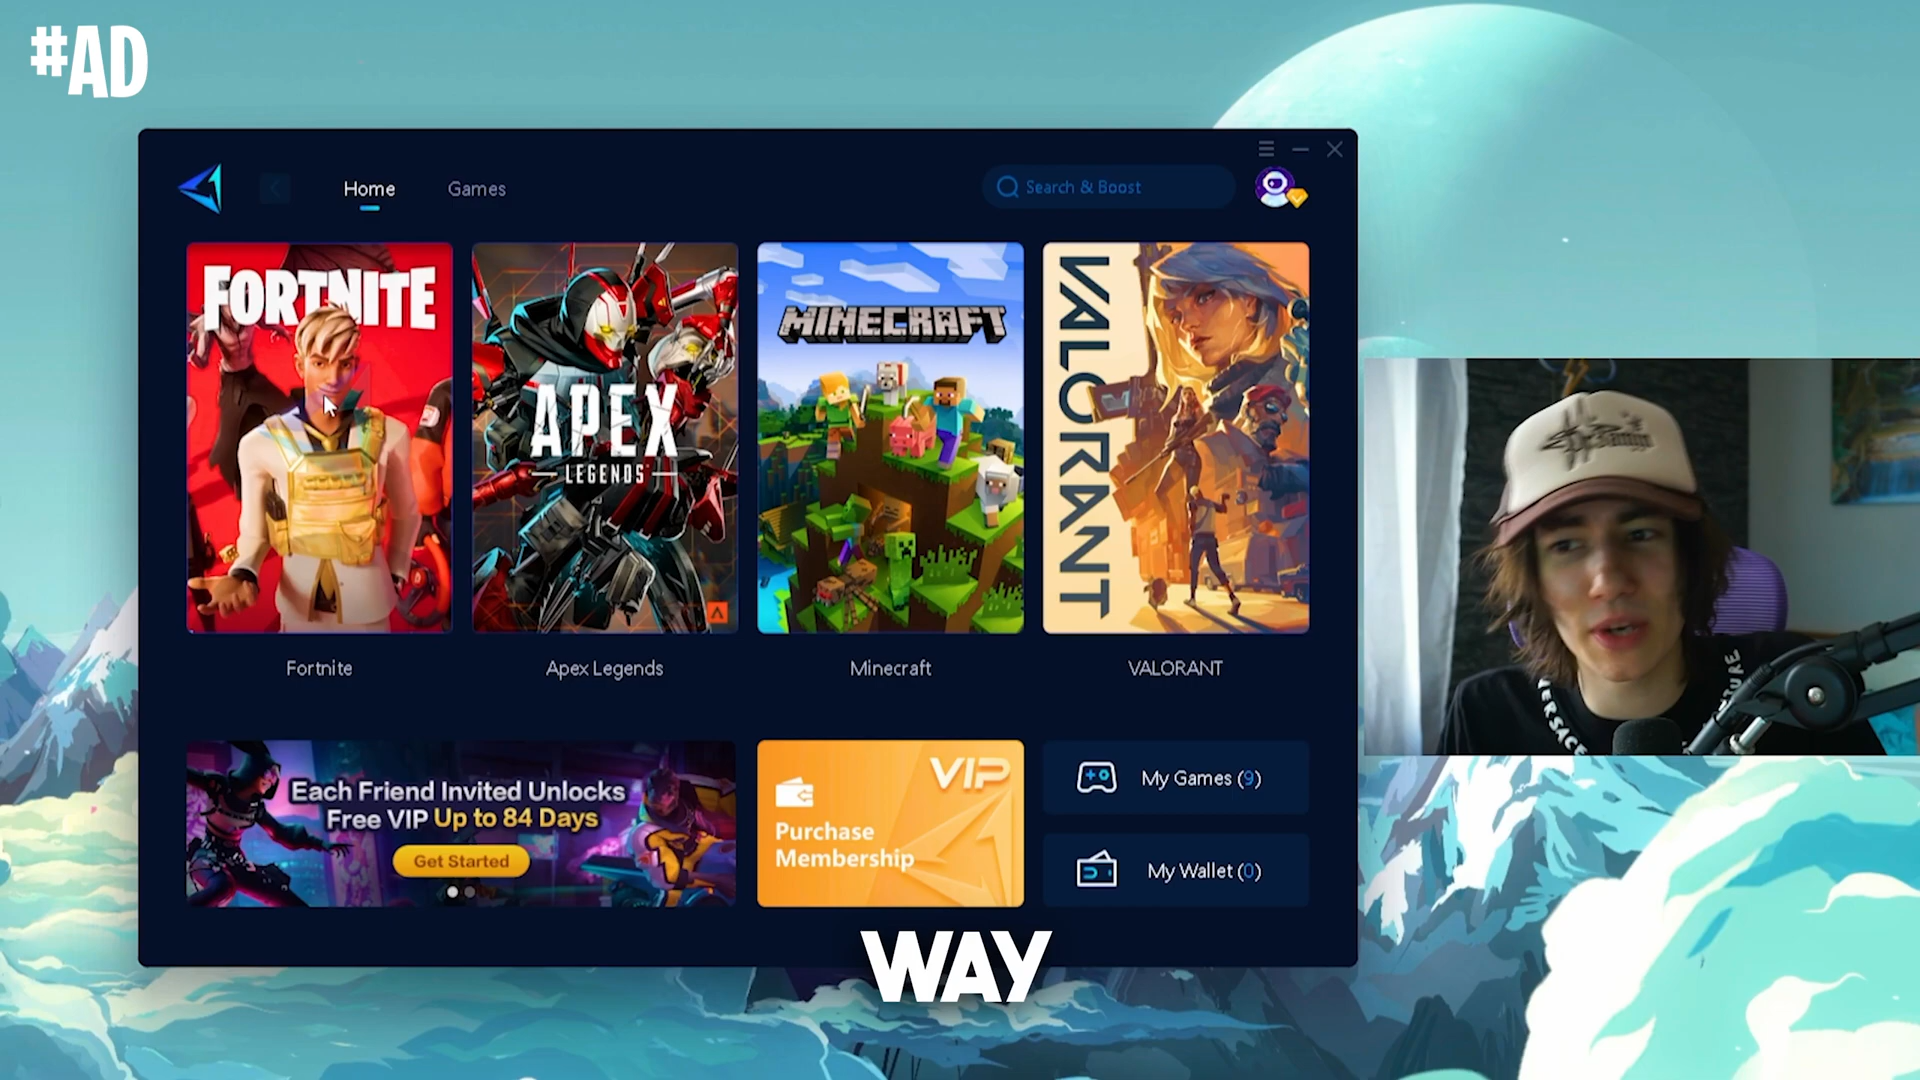 #AD
Home
Games
Search & Boost
FORTNITE
APEX
LEGENDS
MINECRAFT
VALORANT
Fortnite
Apex Legends
Minecraft
VALORANT
Each Friend Invited Unlocks
Free VIP Up to 84 Days
Get Started
VIP
Purchase
Membership
My Games (9)
My Wallet (0)
WAY